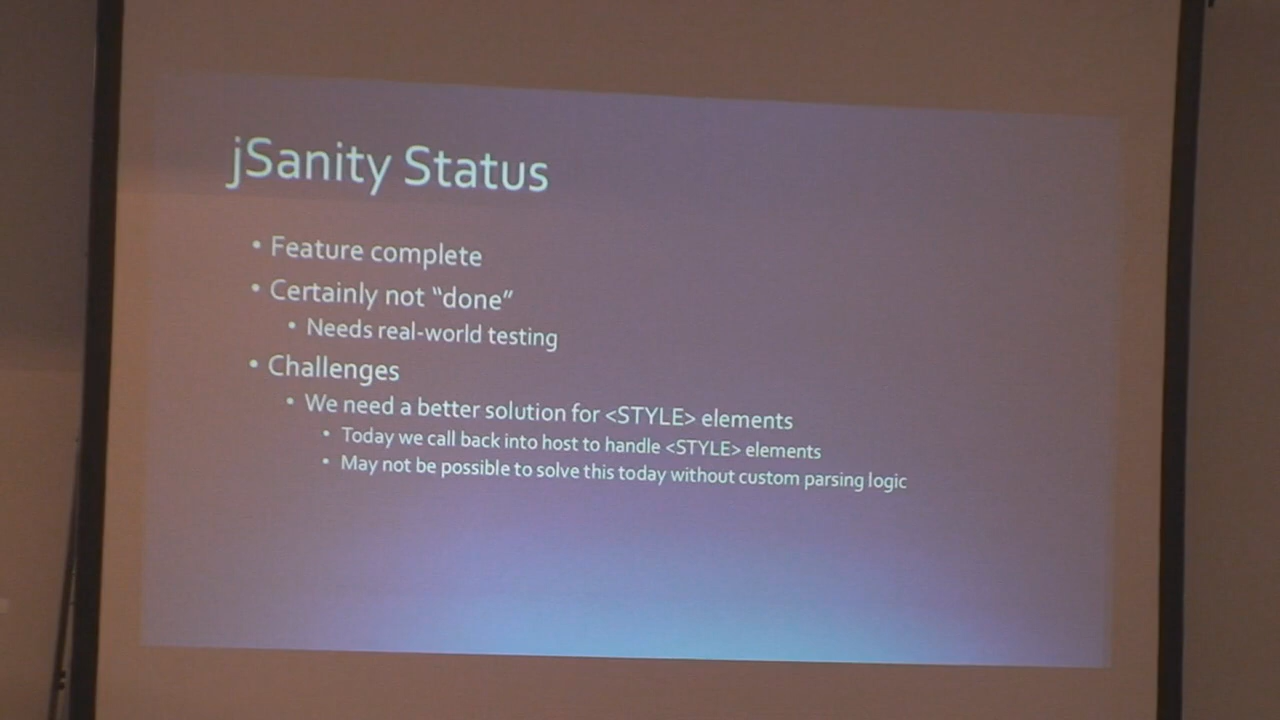 jSanity Status
• Feature complete
• Certainly not “done”
• Needs real-world testing
• Challenges
• We need a better solution for <STYLE> elements
• Today we call back into host to handle <STYLE> elements
• May not be possible to solve this today without custom parsing logic